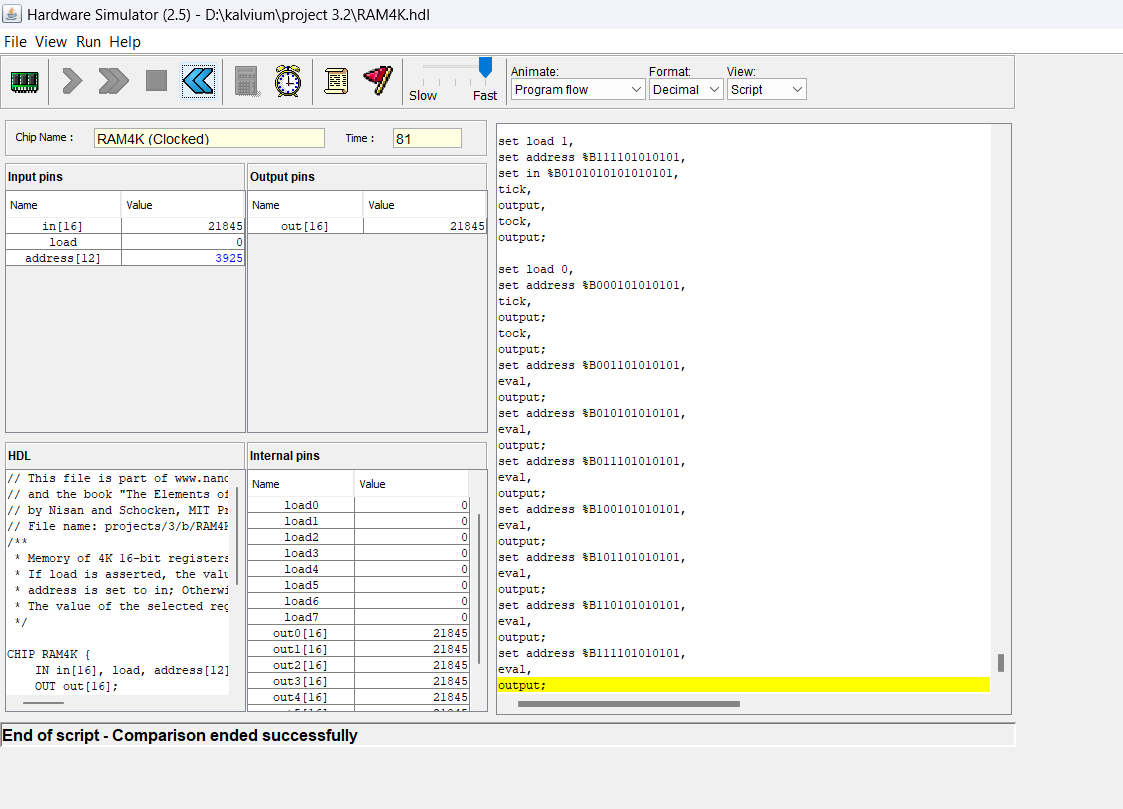 Hardware Simulator (2.5) - D:\kalvium\project 3.2\RAM4K.hdl
File View Run Help
Slow Fast
Animate:
Program flow
Format:
Decimal
View:
Script
Chip Name : RAM4K (Clocked) Time : 81
Input pins
Name Value
in[16] 21845
load 0
address[12] 3925
Output pins
Name Value
out[16] 21845
HDL
// This file is part of www.nand
// and the book "The Elements of
// by Nisan and Schocken, MIT Pr
// File name: projects/3/b/RAM4K
/**
* Memory of 4K 16-bit registers
* If load is asserted, the valu
* address is set to in; Otherwi
* The value of the selected reg
*/
CHIP RAM4K {
IN in[16], load, address[12]
OUT out[16];
Internal pins
Name Value
load0 0
load1 0
load2 0
load3 0
load4 0
load5 0
load6 0
load7 0
out0[16] 21845
out1[16] 21845
out2[16] 21845
out3[16] 21845
out4[16] 21845
set load 1,
set address %B111101010101,
set in %B0101010101010101,
tick,
output,
tock,
output;
set load 0,
set address %B000101010101,
tick,
output;
tock,
output;
set address %B001101010101,
eval,
output;
set address %B010101010101,
eval,
output;
set address %B011101010101,
eval,
output;
set address %B100101010101,
eval,
output;
set address %B101101010101,
eval,
output;
set address %B110101010101,
eval,
output;
set address %B111101010101,
eval,
output;
End of script - Comparison ended successfully